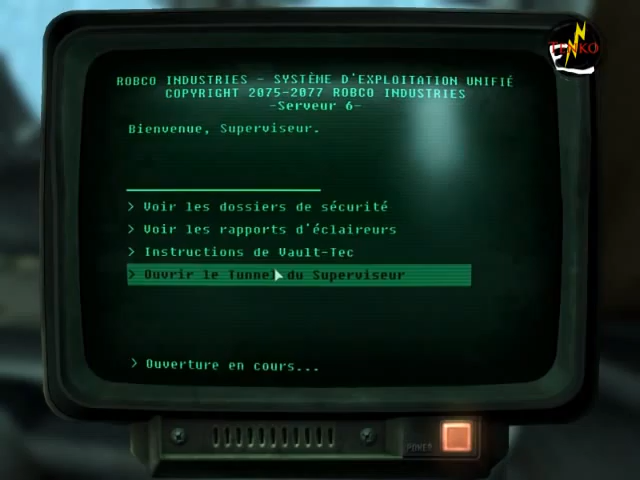 TENKO
ROBCO INDUSTRIES - SYSTÈME D'EXPLOITATION UNIFIÉ
COPYRIGHT 2075-2077 ROBCO INDUSTRIES
-Serveur 6-
Bienvenue, Superviseur.
> Voir les dossiers de sécurité
> Voir les rapports d'éclaireurs
> Instructions de Vault-Tec
> Ouvrir le Tunnel du Superviseur
> Ouverture en cours...
POWER